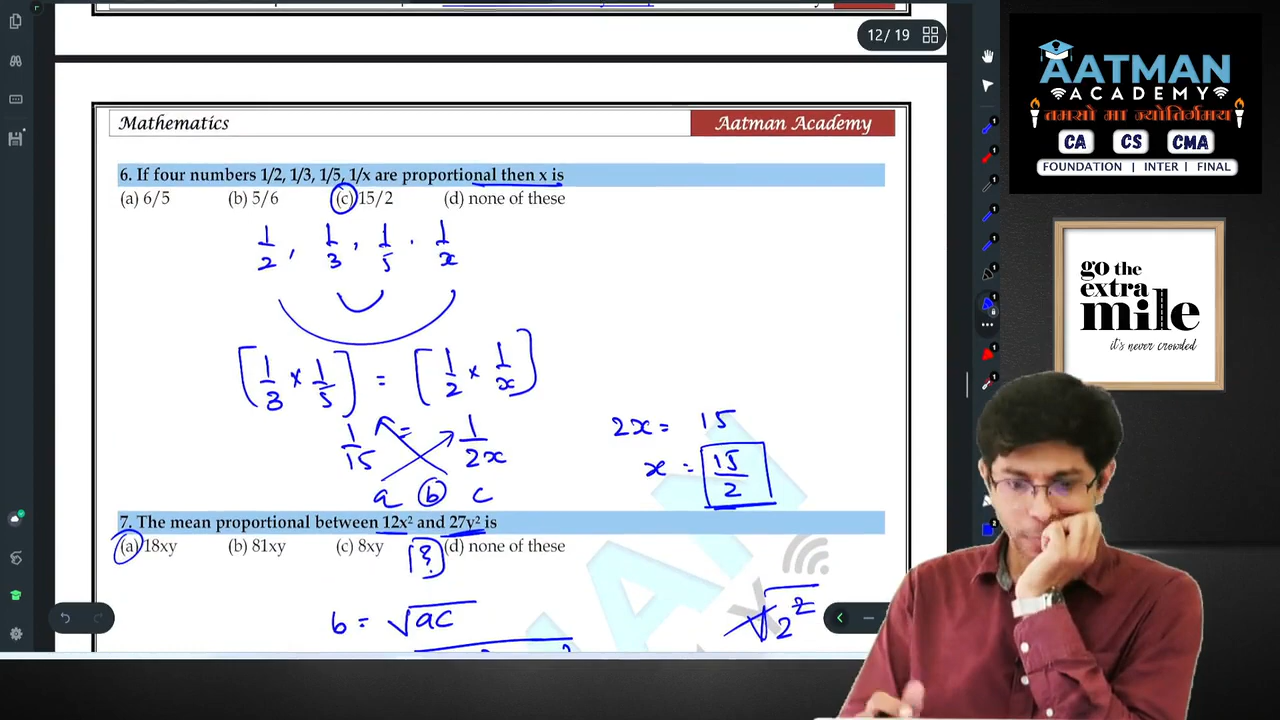 12/ 19
Mathematics
Aatman Academy
6. If four numbers 1/2, 1/3, 1/5, 1/x are proportional then x is
(a) 6/5 (b) 5/6 (c) 15/2 (d) none of these
1/2, 1/3, 1/5 . 1/x
[1/3 × 1/5] = [1/2 × 1/x]
1/15 = 1/2x
a b c
2x = 15
x = 15/2
7. The mean proportional between 12x² and 27y² is
(a) 18xy (b) 81xy (c) 8xy (d) none of these
[?]
b = √ac
√2²
AATMAN
ACADEMY
तमसो मा ज्योतिर्गमय
CA CS CMA
FOUNDATION | INTER | FINAL
go the
extra
mile
it's never crowded